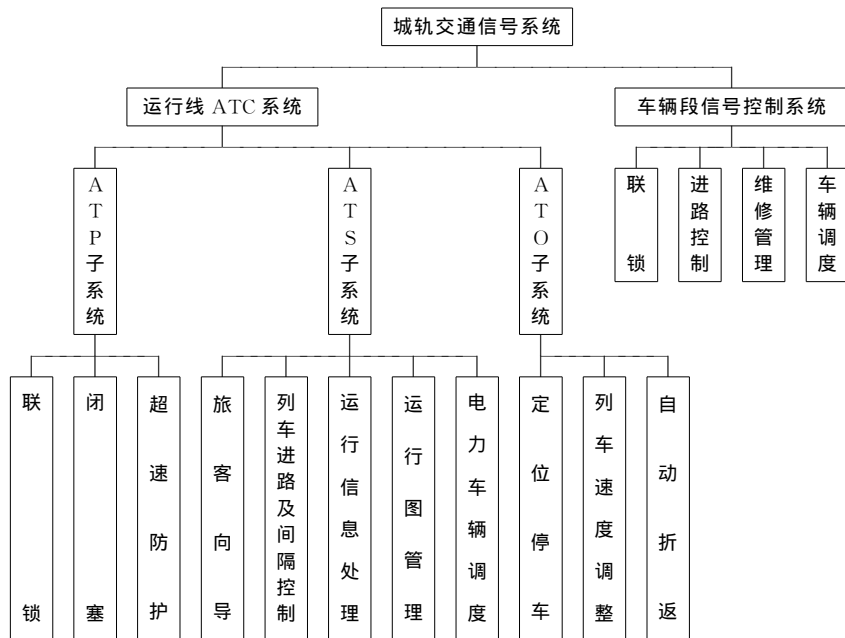 城轨交通信号系统
运行线 ATC 系统
车辆段信号控制系统
ATP子系统
ATS子系统
ATO子系统
联锁
进路控制
维修管理
车辆调度
联锁
闭塞
超速防护
旅客向导
列车进路及间隔控制
运行信息处理
运行图管理
电力车辆调度
定位停车
列车速度调整
自动折返